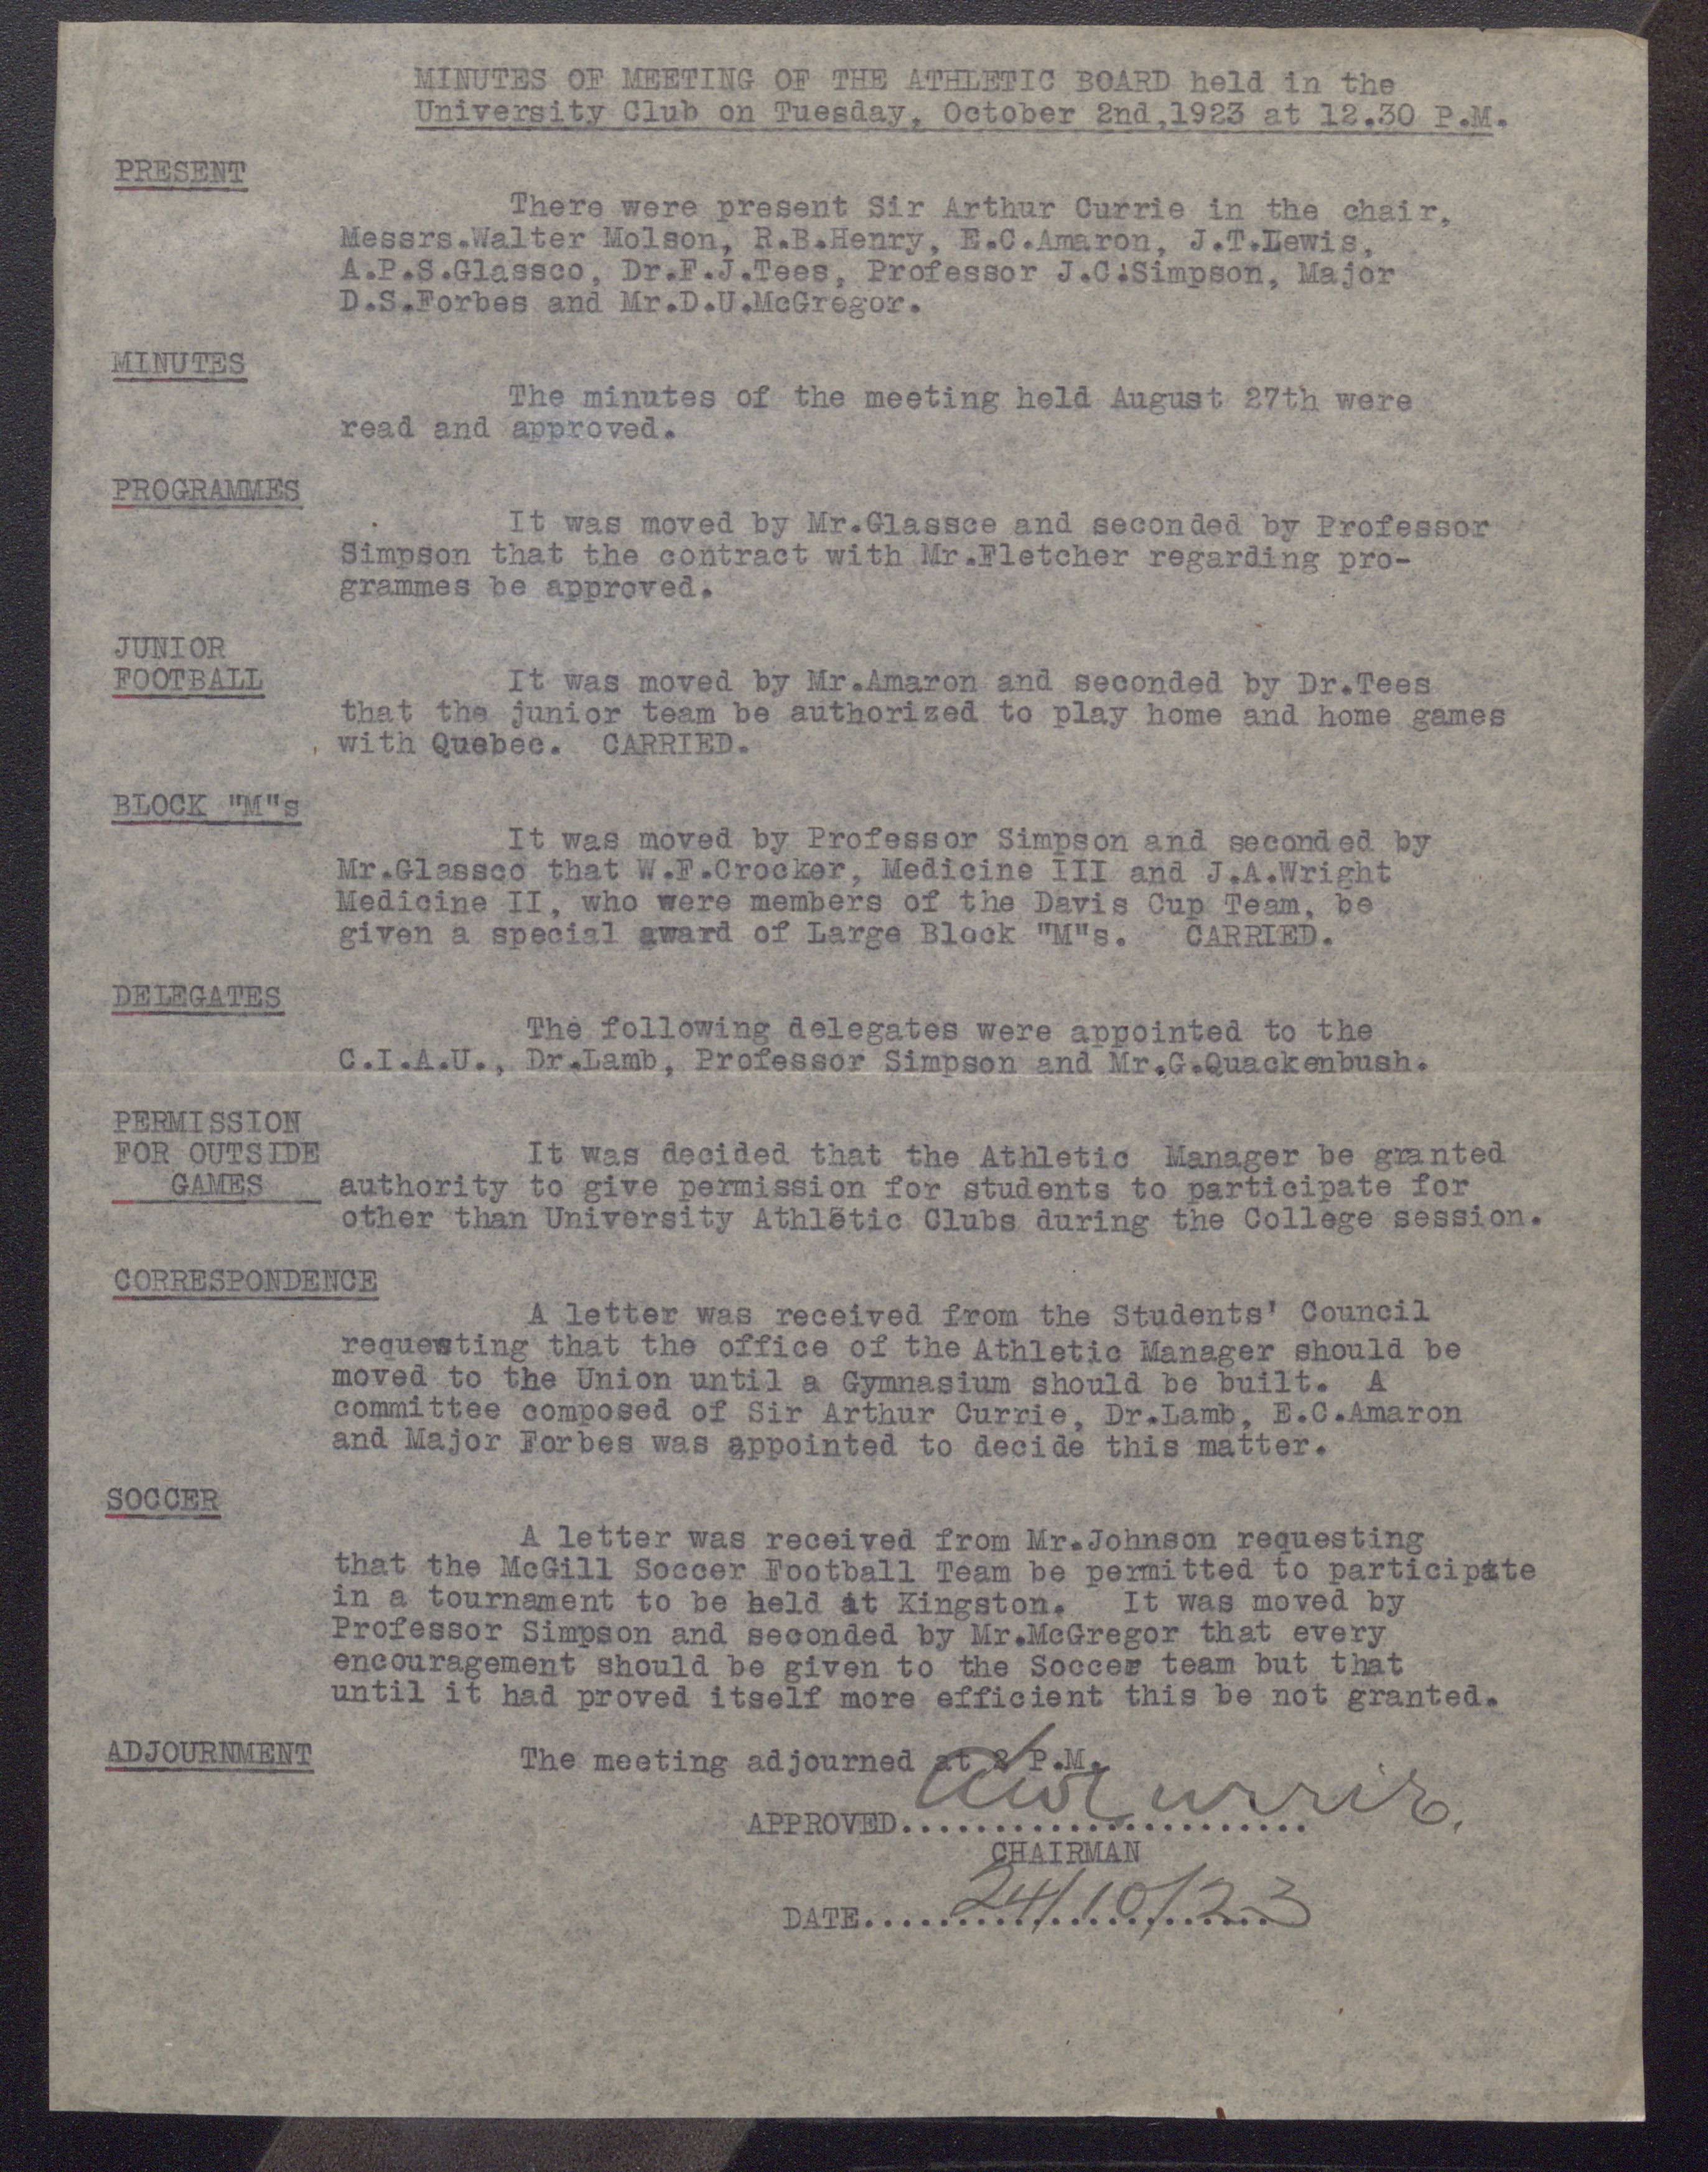 MINUTES OF MEETING OF THE ATHLETIC BOARD held in the
University Club on Tuesday, October 2nd,1923 at 12.30 P.M.
PRESENT
There were present Sir Arthur Currie in the chair,
Messrs.Walter Molson, R.B.Henry, E.C.Amaron, J.T.Lewis,
A.P.S.Glassco, Dr.F.J.Tees, Professor J.C.Simpson, Major
D.S.Forbes and Mr.D.U.McGregor.
MINUTES
The minutes of the meeting held August 27th were
read and approved.
PROGRAMMES
It was moved by Mr.Glassce and seconded by Professor
Simpson that the contract with Mr.Fletcher regarding pro-
grammes be approved.
JUNIOR
FOOTBALL
It was moved by Mr.Amaron and seconded by Dr.Tees
that the junior team be authorized to play home and home games
with Quebec. CARRIED.
BLOCK "M"s
It was moved by Professor Simpson and seconded by
Mr.Glassco that W.F.Crocker, Medicine III and J.A.Wright
Medicine II, who were members of the Davis Cup Team, be
given a special award of Large Block "M"s. CARRIED.
DELEGATES
The following delegates were appointed to the
C.I.A.U., Dr.Lamb, Professor Simpson and Mr.G.Quackenbush.
PERMISSION
FOR OUTSIDE
GAMES
It was decided that the Athletic Manager be granted
authority to give permission for students to participate for
other than University Athletic Clubs during the College session.
CORRESPONDENCE
A letter was received from the Students' Council
requesting that the office of the Athletic Manager should be
moved to the Union until a Gymnasium should be built. A
committee composed of Sir Arthur Currie, Dr.Lamb, E.C.Amaron
and Major Forbes was appointed to decide this matter.
SOCCER
A letter was received from Mr.Johnson requesting
that the McGill Soccer Football Team be permitted to participate
in a tournament to be held at Kingston. It was moved by
Professor Simpson and seconded by Mr.McGregor that every
encouragement should be given to the Soccer team but that
until it had proved itself more efficient this be not granted.
ADJOURNMENT
The meeting adjourned at 2 P.M.
APPROVED......................
AWCurrie.
CHAIRMAN
DATE......................
24/10/23